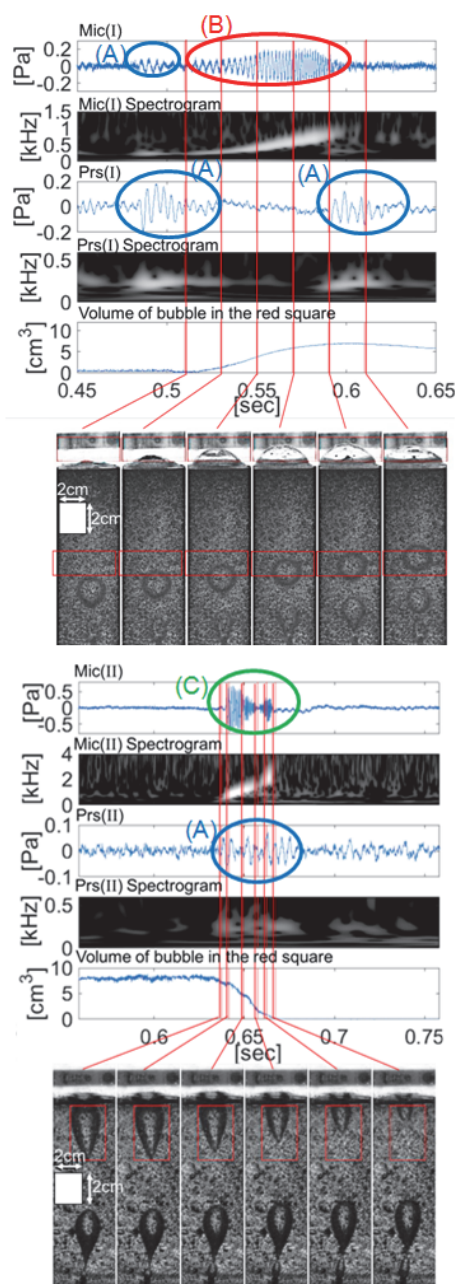 (B)
Mic(I)
(A)
0.2
0
-0.2
[Pa]
Mic(I) Spectrogram
1.5
1
0.5
0
[kHz]
Prs(I)
(A)
(A)
0.2
0
-0.2
[Pa]
Prs(I) Spectrogram
0.5
0
[kHz]
Volume of bubble in the red square
10
5
0
[cm³]
0.45
0.5
0.55
0.6
0.65
[sec]
2cm
2cm
Mic(II)
(C)
0.5
0
-0.5
[Pa]
Mic(II) Spectrogram
4
2
0
[kHz]
Prs(II)
(A)
0.1
0
-0.1
[Pa]
Prs(II) Spectrogram
0.5
0
[kHz]
Volume of bubble in the red square
10
5
0
[cm³]
0.6
0.65
0.7
0.75
[sec]
2cm
2cm